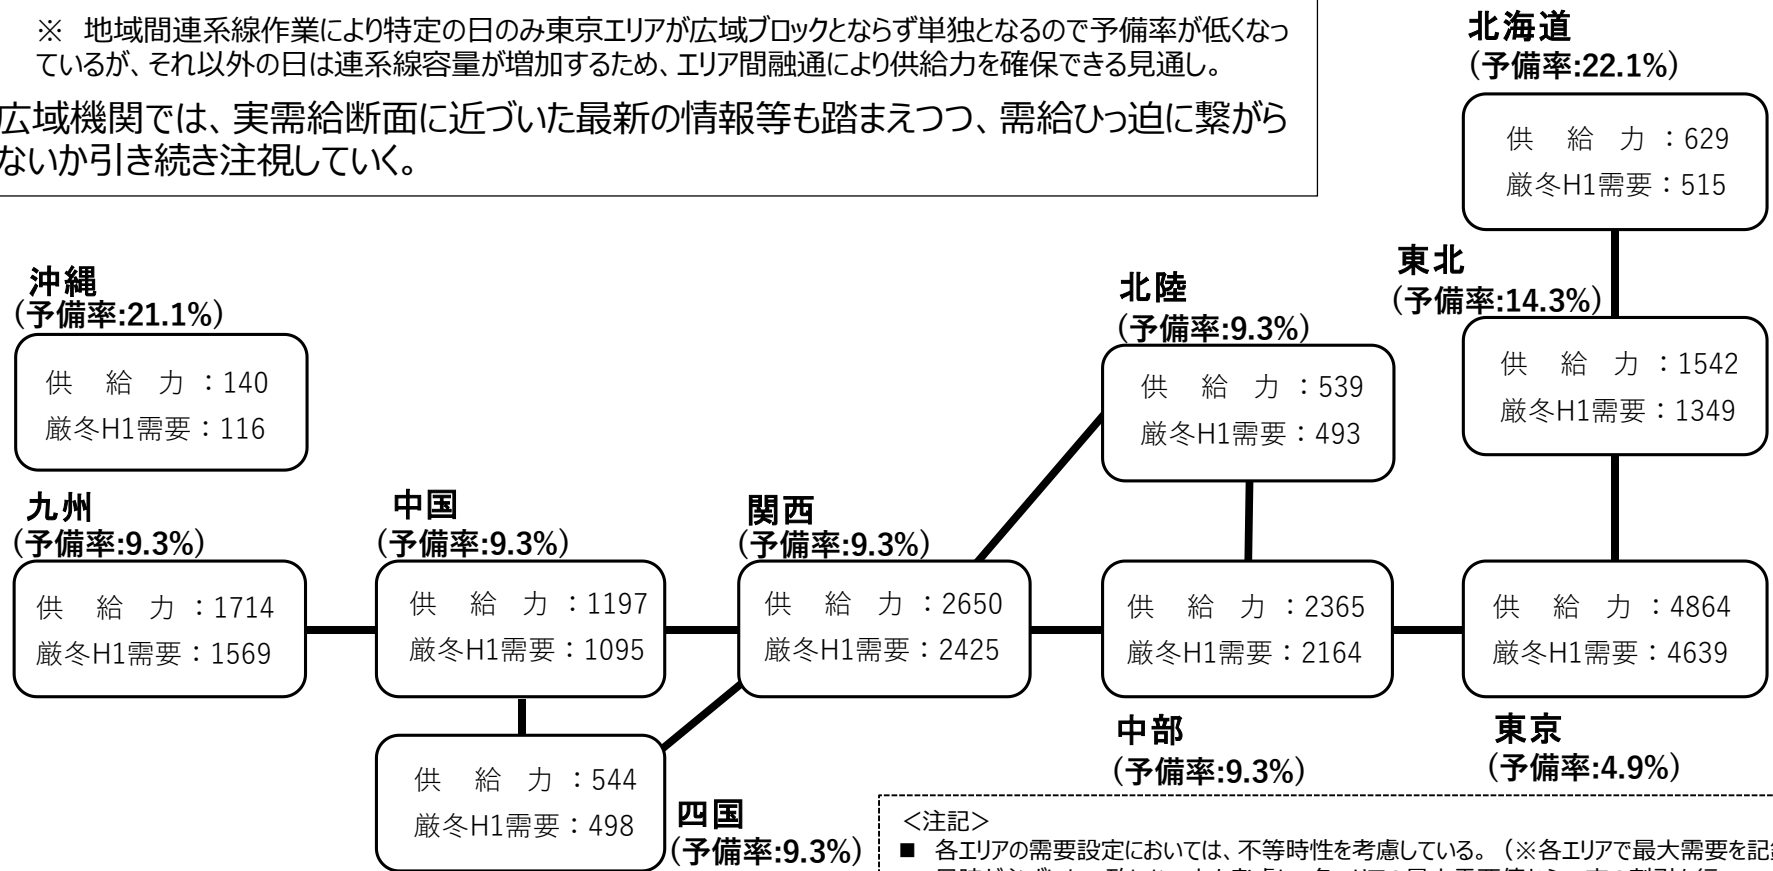 ※ 地域間連系線作業により特定の日のみ東京エリアが広域ブロックとならず単独となるので予備率が低くなっ
ているが、それ以外の日は連系線容量が増加するため、エリア間融通により供給力を確保できる見通し。
広域機関では、実需給断面に近づいた最新の情報等も踏まえつつ、需給ひっ迫に繋がら
ないか引き続き注視していく。
北海道
(予備率:22.1%)
供 給 力 ：629
厳冬H1需要：515
東北
(予備率:14.3%)
供 給 力 ：1542
厳冬H1需要：1349
沖縄
(予備率:21.1%)
供 給 力 ：140
厳冬H1需要：116
北陸
(予備率:9.3%)
供 給 力 ：539
厳冬H1需要：493
九州
(予備率:9.3%)
供 給 力 ：1714
厳冬H1需要：1569
中国
(予備率:9.3%)
供 給 力 ：1197
厳冬H1需要：1095
関西
(予備率:9.3%)
供 給 力 ：2650
厳冬H1需要：2425
供 給 力 ：2365
厳冬H1需要：2164
中部
(予備率:9.3%)
供 給 力 ：4864
厳冬H1需要：4639
東京
(予備率:4.9%)
供 給 力 ：544
厳冬H1需要：498
四国
(予備率:9.3%)
＜注記＞
■ 各エリアの需要設定においては、不等時性を考慮している。（※各エリアで最大需要を記